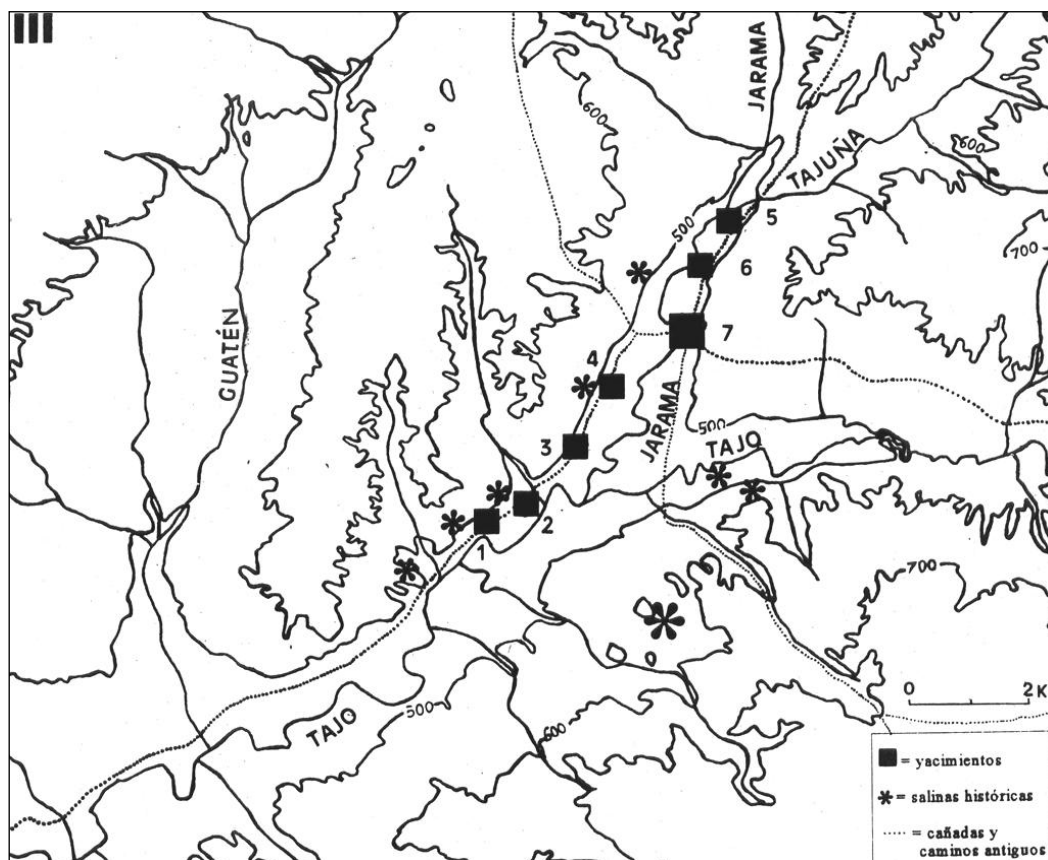 III
JARAMA
600
TAJUÑA
600
500
5
700
6
GUATÉN
7
4
JARAMA
500
TAJO
3
2
1
700
0 2 K
TAJO
500
600
= yacimientos
= salinas históricas
= cañadas y
caminos antiguos